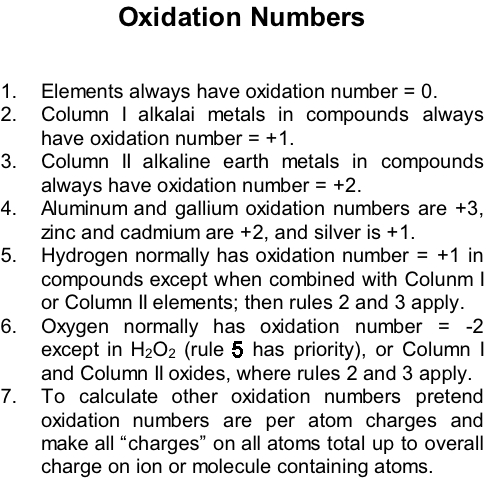 Oxidation Numbers
1. Elements always have oxidation number = 0.
2. Column I alkalai metals in compounds always
have oxidation number = +1.
3. Column II alkaline earth metals in compounds
always have oxidation number = +2.
4. Aluminum and gallium oxidation numbers are +3,
zinc and cadmium are +2, and silver is +1.
5. Hydrogen normally has oxidation number = +1 in
compounds except when combined with Colunm I
or Column II elements; then rules 2 and 3 apply.
6. Oxygen normally has oxidation number = -2
except in H₂O₂ (rule 5 has priority), or Column I
and Column II oxides, where rules 2 and 3 apply.
7. To calculate other oxidation numbers pretend
oxidation numbers are per atom charges and
make all “charges” on all atoms total up to overall
charge on ion or molecule containing atoms.